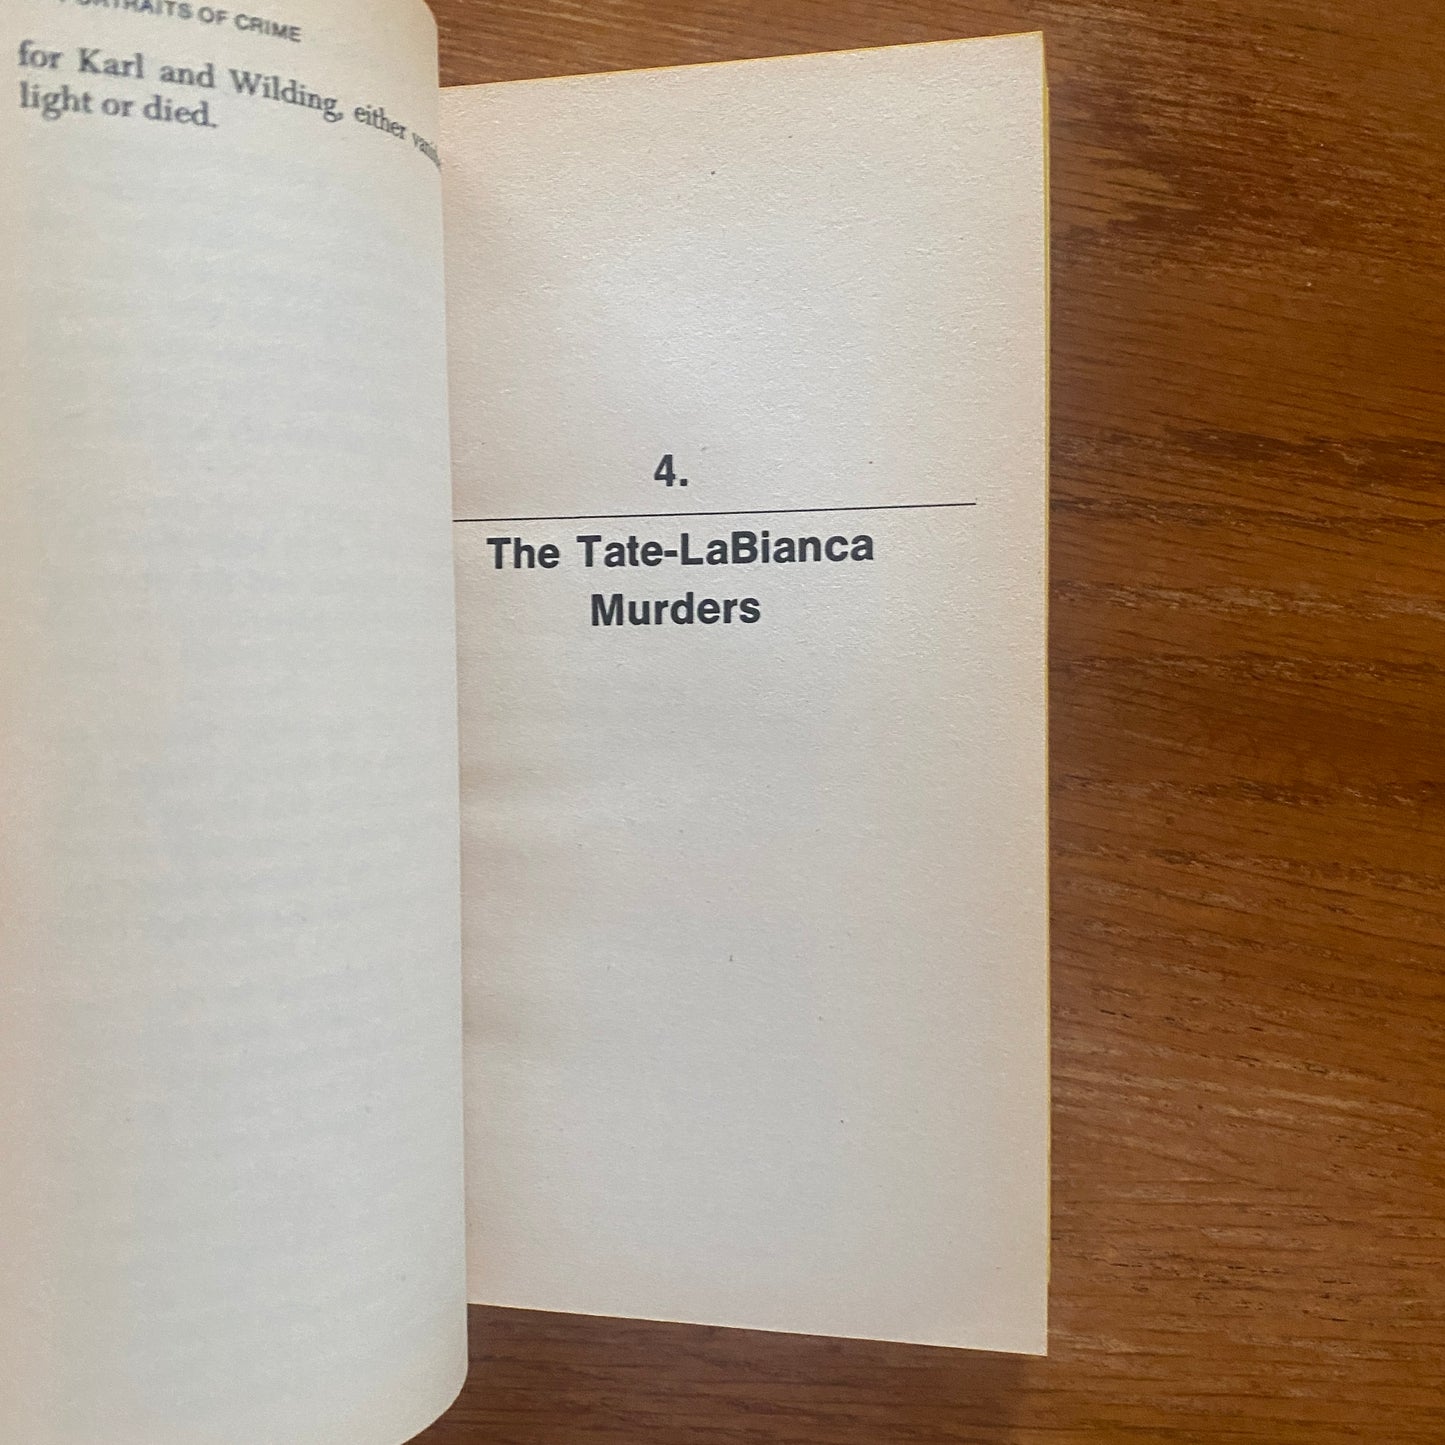 PORTRAITS OF CRIME
for Karl and Wilding, either
light or died.
4.
The Tate-LaBianca
Murders